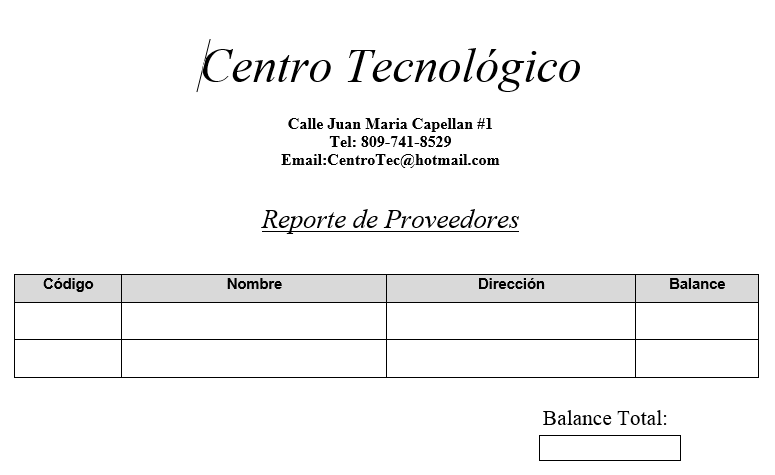 Centro Tecnológico
Calle Juan Maria Capellan #1
Tel: 809-741-8529
Email:CentroTec@hotmail.com
Reporte de Proveedores
Código Nombre Dirección Balance
Balance Total: